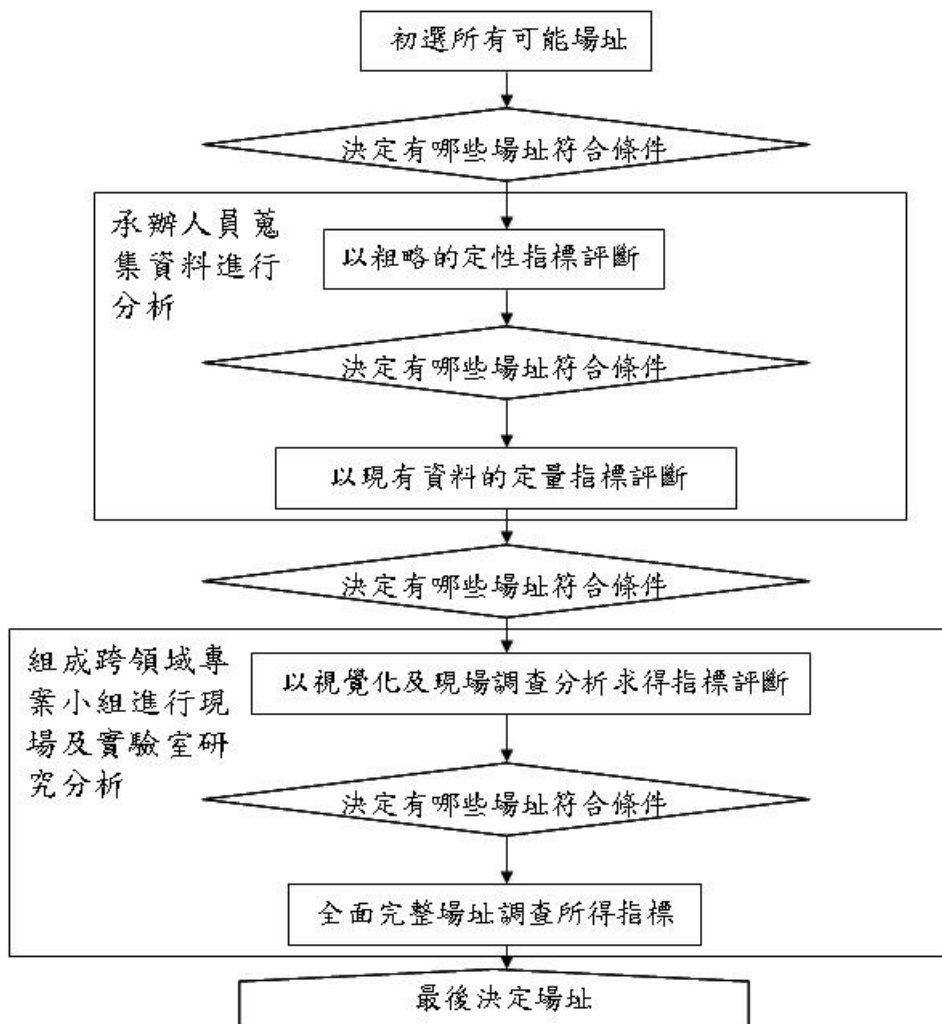 初選所有可能場址
決定有哪些場址符合條件
承辦人員蒐
集資料進行
分析
以粗略的定性指標評斷
決定有哪些場址符合條件
以現有資料的定量指標評斷
決定有哪些場址符合條件
組成跨領域專
案小組進行現
場及實驗室研
究分析
以視覺化及現場調查分析求得指標評斷
決定有哪些場址符合條件
全面完整場址調查所得指標
最後決定場址